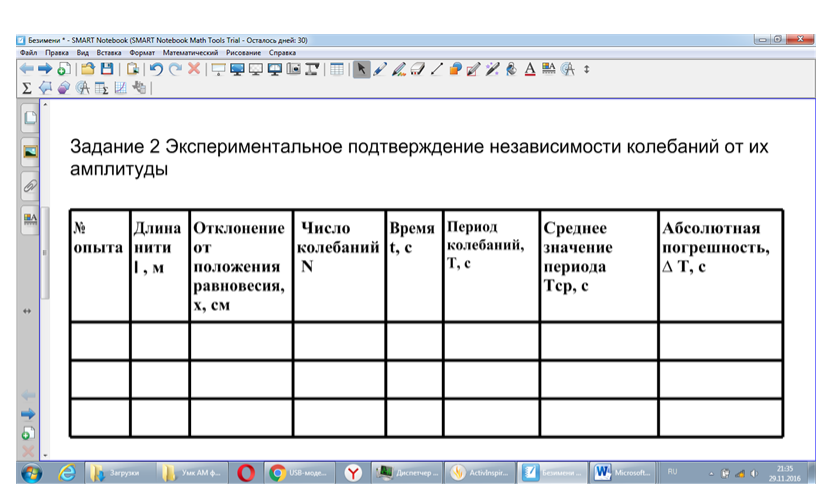 Безимени * - SMART Notebook (SMART Notebook Math Tools Trial - Осталось дней: 30)
Файл Правка Вид Вставка Формат Математический Рисование Справка
Задание 2 Экспериментальное подтверждение независимости колебаний от их
амплитуды
№
опыта
Длина
нити
l , м
Отклонение
от
положения
равновесия,
х, см
Число
колебаний
N
Время
t, с
Период
колебаний,
Т, с
Среднее
значение
периода
Тср, с
Абсолютная
погрешность,
Δ Т, с
Загрузки
Умк АМ ф...
USB-моде...
Диспетчер ...
ActivInspire...
Безимени ...
Microsoft...
RU
21:35
29.11.2016